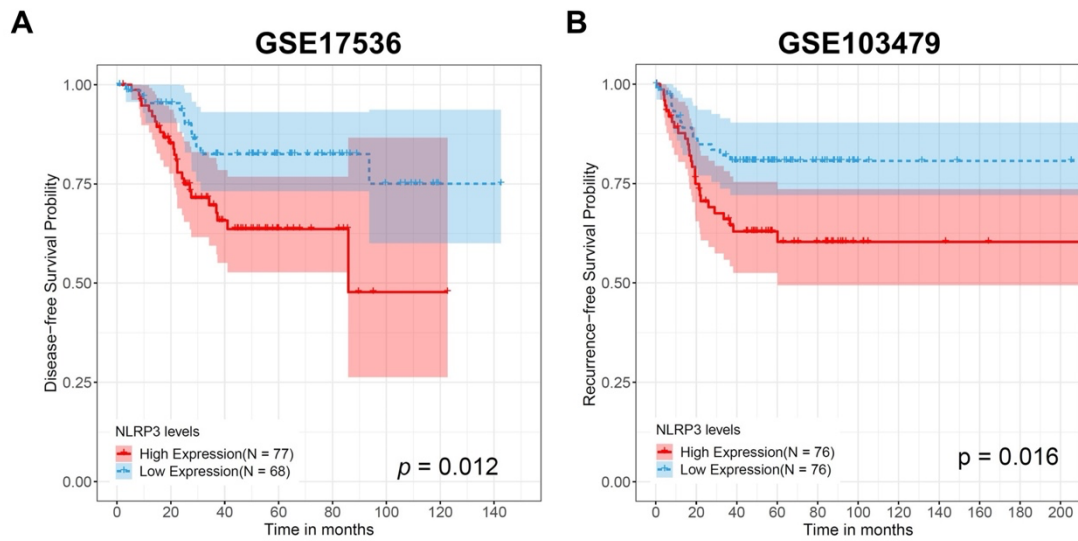 A
GSE17536
Disease-free Survival Probility
1.00
0.75
0.50
0.25
0.00
NLRP3 levels
High Expression(N = 77)
Low Expression(N = 68)
p = 0.012
0 20 40 60 80 100 120 140
Time in months
B
GSE103479
Recurrence-free Survival Probility
1.00
0.75
0.50
0.25
0.00
NLRP3 levels
High Expression(N = 76)
Low Expression(N = 76)
p = 0.016
0 20 40 60 80 100 120 140 160 180 200
Time in months